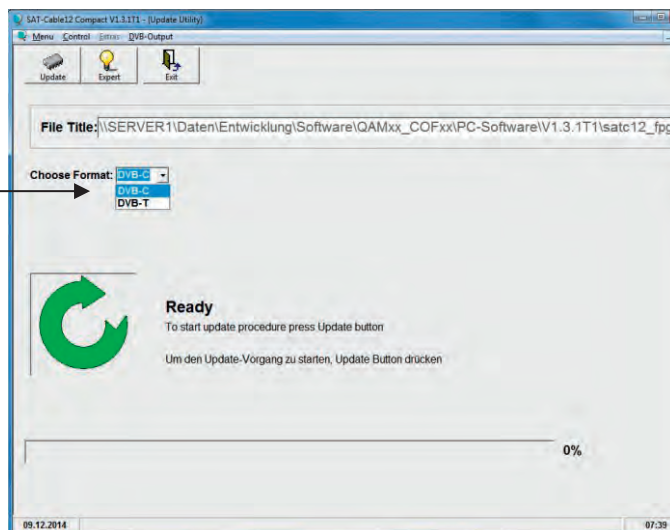 SAT-Cable12 Compact V1.3.1T1 - [Update Utility]
Menu Control Extras DVB-Output
Update Expert Exit
File Title: \\SERVER1\Daten\Entwicklung\Software\QAMxx_COFxx\PC-Software\V1.3.1T1\satc12_fpg
Choose Format: DVB-C
DVB-C
DVB-T
Ready
To start update procedure press Update button
Um den Update-Vorgang zu starten, Update Button drücken
0%
09.12.2014 07:39